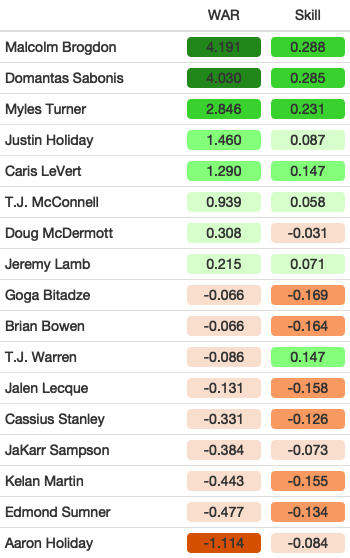 WAR Skill
Malcolm Brogdon 4.191 0.288
Domantas Sabonis 4.030 0.285
Myles Turner 2.846 0.231
Justin Holiday 1.460 0.087
Caris LeVert 1.290 0.147
T.J. McConnell 0.939 0.058
Doug McDermott 0.308 -0.031
Jeremy Lamb 0.215 0.071
Goga Bitadze -0.066 -0.169
Brian Bowen -0.066 -0.164
T.J. Warren -0.086 0.147
Jalen Lecque -0.131 -0.158
Cassius Stanley -0.331 -0.126
JaKarr Sampson -0.384 -0.073
Kelan Martin -0.443 -0.155
Edmond Sumner -0.477 -0.134
Aaron Holiday -1.114 -0.084